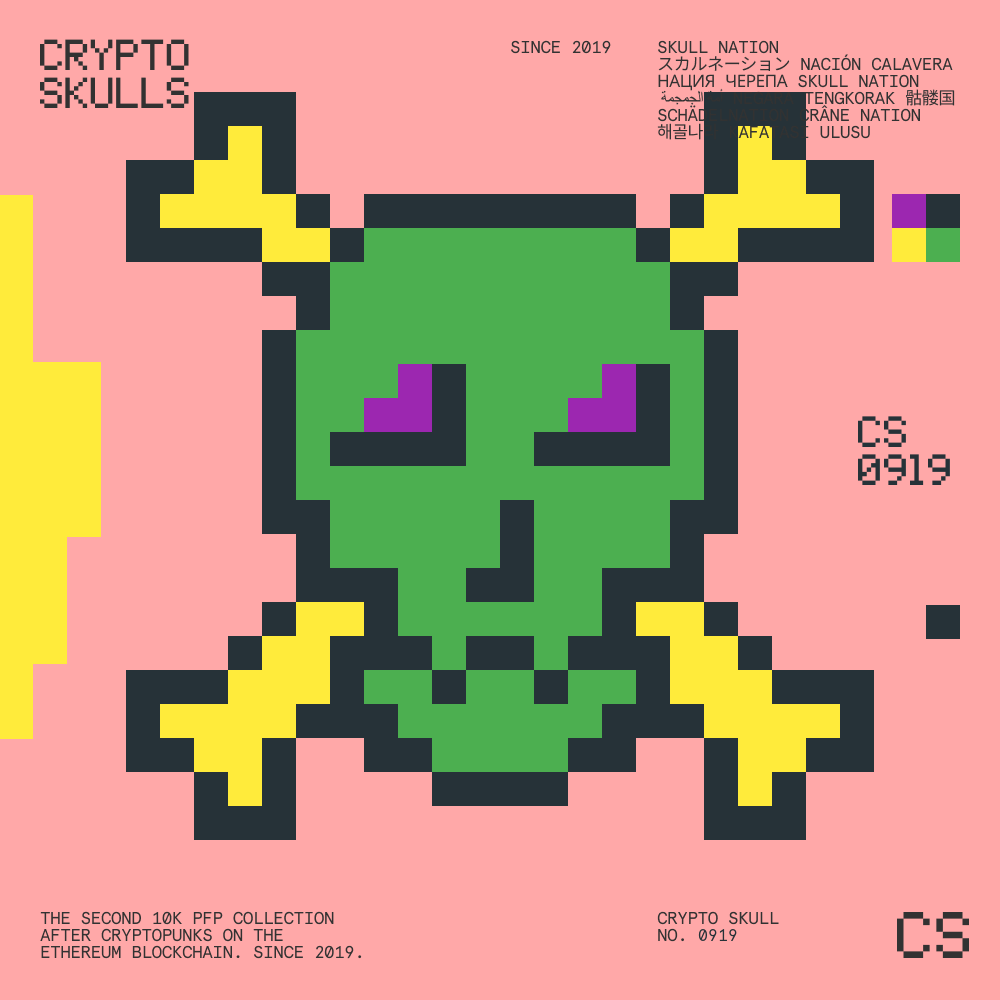 CRYPTO
SKULLS
SINCE 2019
SKULL NATION
スカルネーション NACIÓN CALAVERA
НАЦИЯ ЧЕРЕПА SKULL NATION
الجمجمة TENGKORAK 骷髅国
CRÂNE NATION
해골나 ULUSU
CS
0919
THE SECOND 10K PFP COLLECTION
AFTER CRYPTOPUNKS ON THE
ETHEREUM BLOCKCHAIN. SINCE 2019.
CRYPTO SKULL
NO. 0919
CS